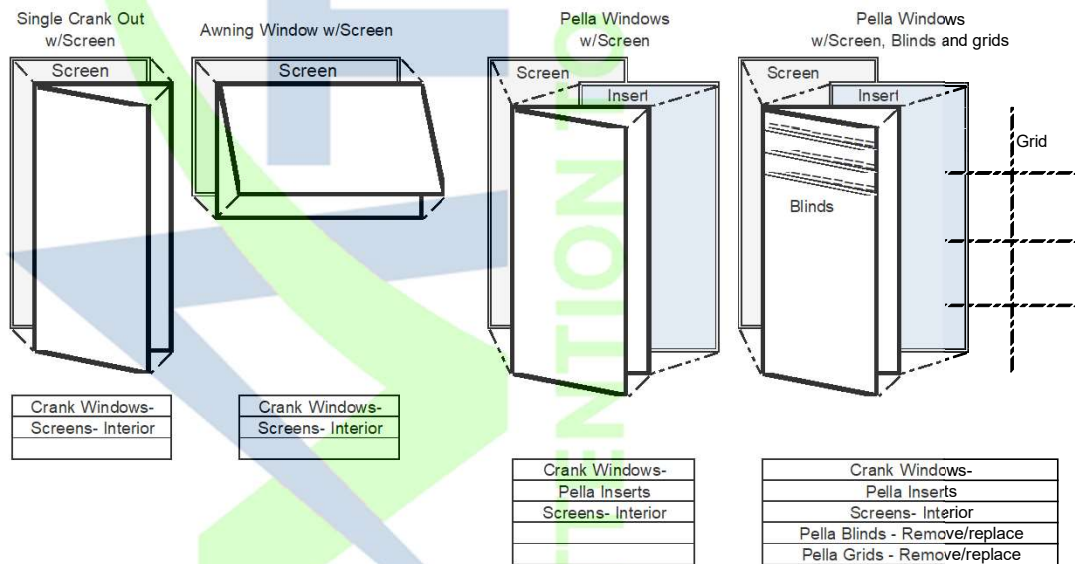 Single Crank Out
w/Screen
Awning Window w/Screen
Pella Windows
w/Screen
Pella Windows
w/Screen, Blinds and grids
Screen
Screen
Screen
Insert
Screen
Insert
Grid
Blinds
Crank Windows-
Screens- Interior
Crank Windows-
Screens- Interior
Crank Windows-
Pella Inserts
Screens- Interior
Crank Windows-
Pella Inserts
Screens- Interior
Pella Blinds - Remove/replace
Pella Grids - Remove/replace
TENTION TO